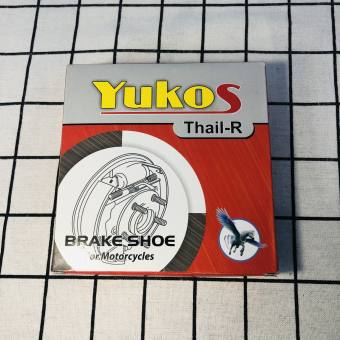 YukoS
Thail-R
BRAKE SHOE
For Motorcycles